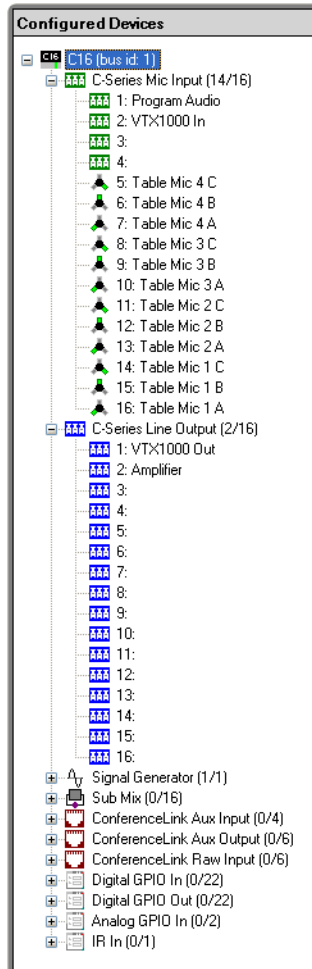 Configured Devices
C16 C16 (bus id: 1)
C-Series Mic Input (14/16)
1: Program Audio
2: VTX1000 In
3:
4:
5: Table Mic 4 C
6: Table Mic 4 B
7: Table Mic 4 A
8: Table Mic 3 C
9: Table Mic 3 B
10: Table Mic 3 A
11: Table Mic 2 C
12: Table Mic 2 B
13: Table Mic 2 A
14: Table Mic 1 C
15: Table Mic 1 B
16: Table Mic 1 A
C-Series Line Output (2/16)
1: VTX1000 Out
2: Amplifier
3:
4:
5:
6:
7:
8:
9:
10:
11:
12:
13:
14:
15:
16:
Signal Generator (1/1)
Sub Mix (0/16)
ConferenceLink Aux Input (0/4)
ConferenceLink Aux Output (0/6)
ConferenceLink Raw Input (0/6)
Digital GPIO In (0/22)
Digital GPIO Out (0/22)
Analog GPIO In (0/2)
IR In (0/1)